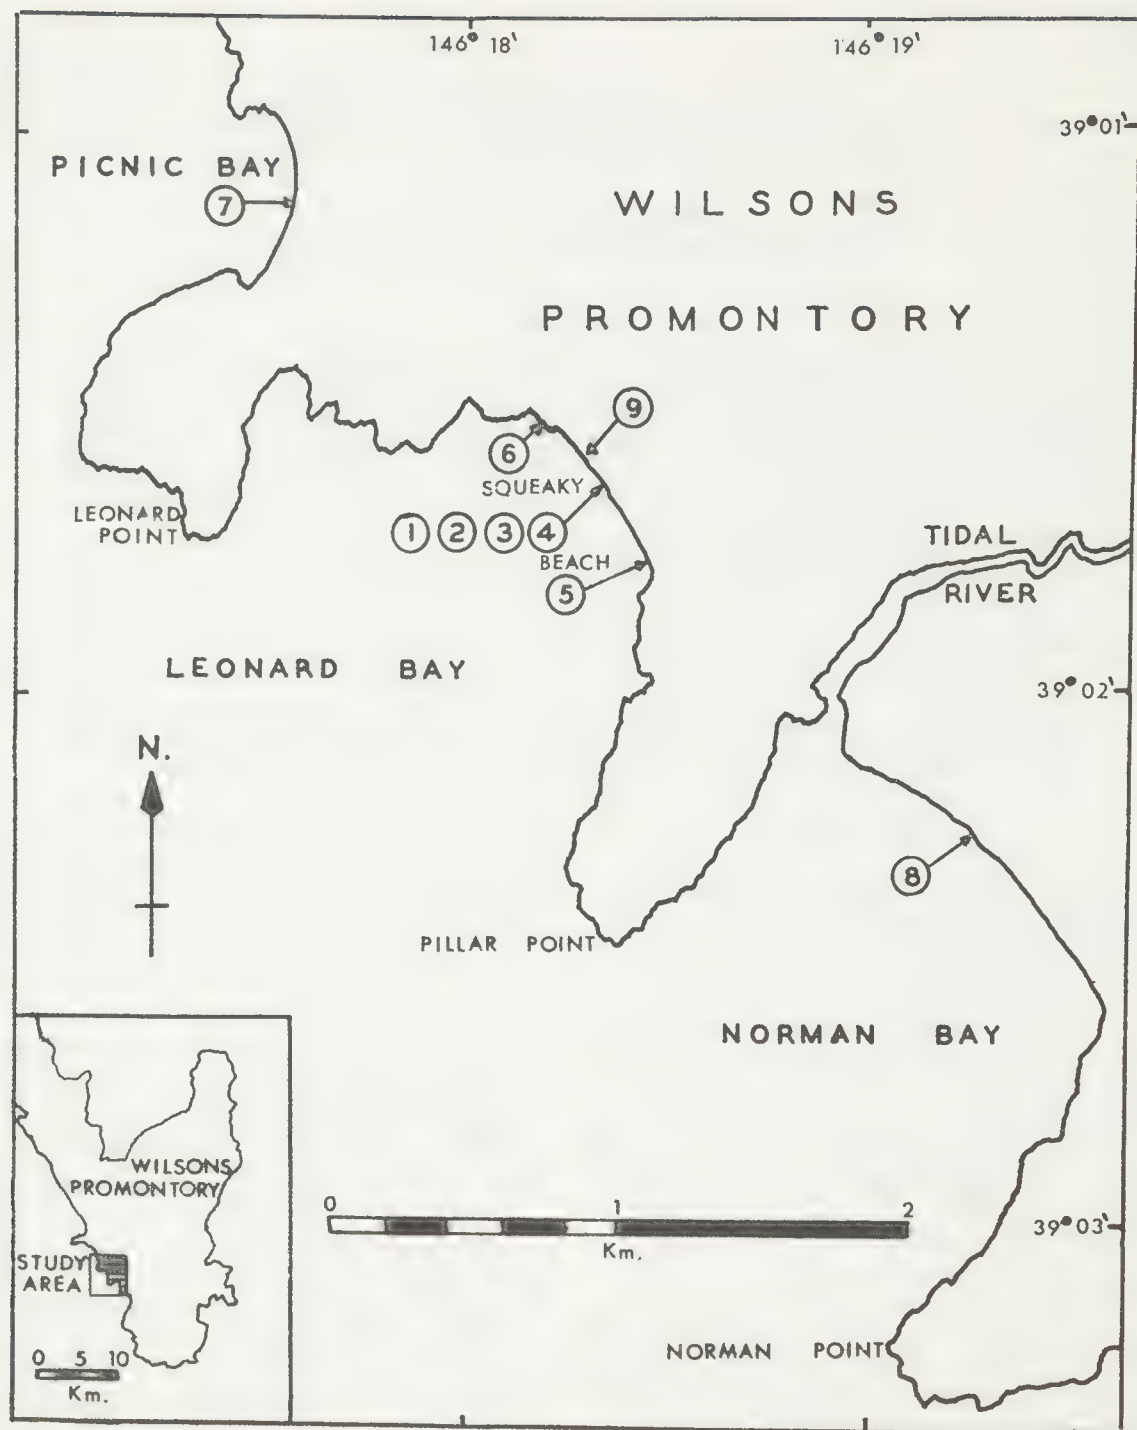 146° 18'
146° 19'
39°01'
PICNIC BAY
7
WILSONS
PROMONTORY
9
6
SQUEAKY
LEONARD
POINT
1 2 3 4
BEACH
5
TIDAL
RIVER
LEONARD BAY
39° 02'
N.
8
PILLAR POINT
NORMAN BAY
WILSONS
PROMONTORY
0 1 2
Km.
39° 03'
STUDY
AREA
NORMAN POINT
0 5 10
Km.